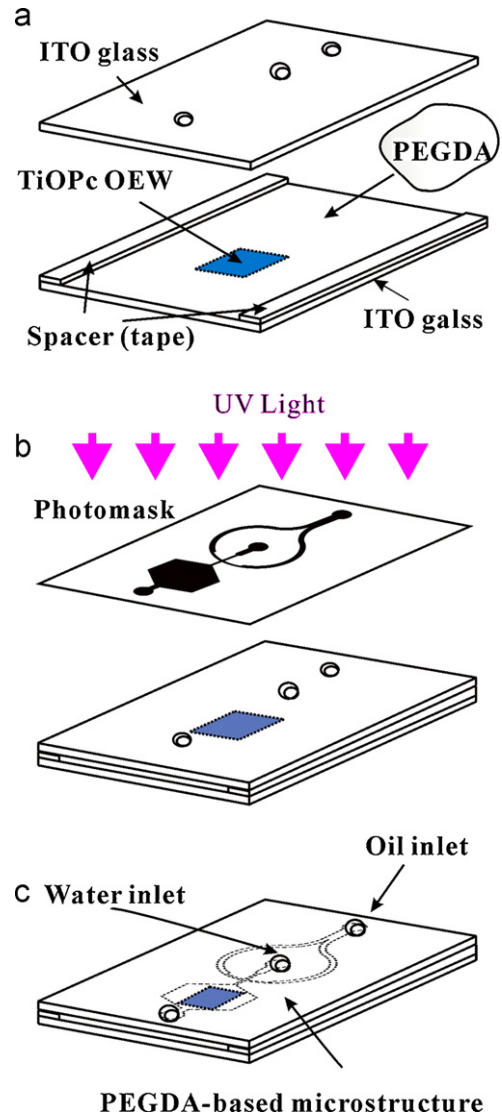 a
ITO glass
PEGDA
TiOPc OEW
Spacer (tape)
ITO galss
UV Light
b
Photomask
c
Oil inlet
Water inlet
PEGDA-based microstructure